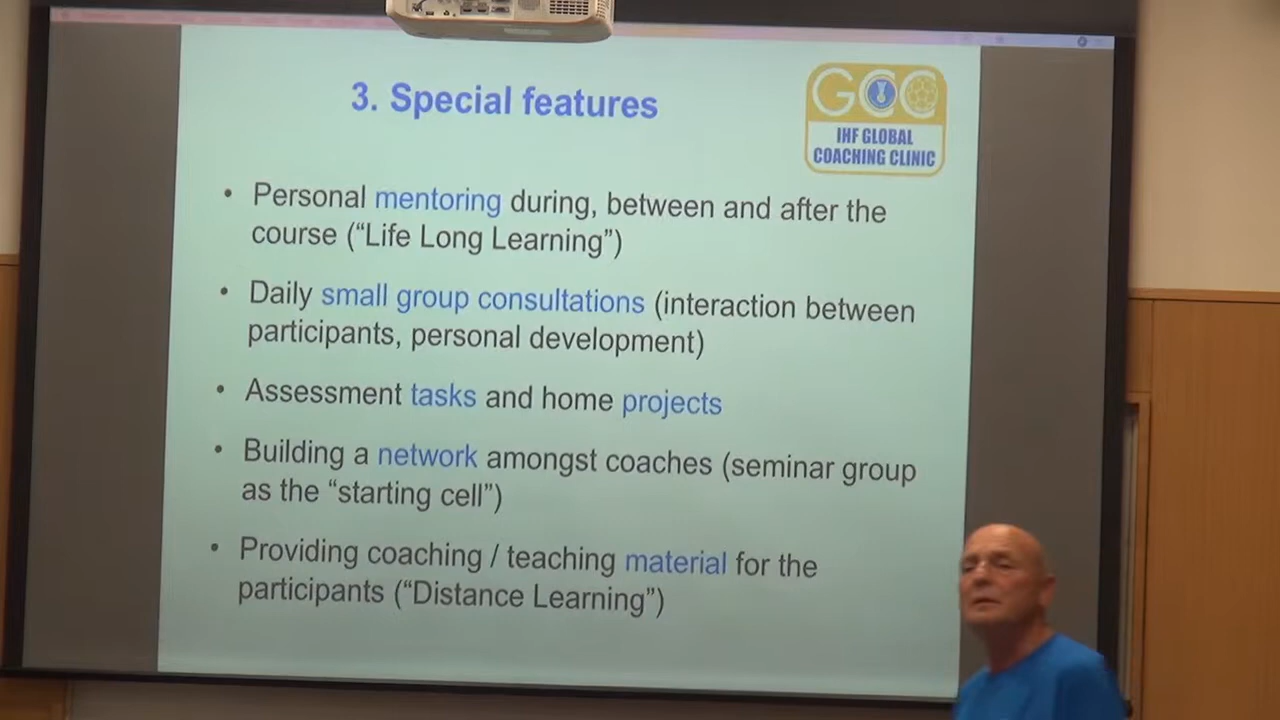 3. Special features
GCC
IHF GLOBAL
COACHING CLINIC
• Personal mentoring during, between and after the
course (“Life Long Learning”)
• Daily small group consultations (interaction between
participants, personal development)
• Assessment tasks and home projects
• Building a network amongst coaches (seminar group
as the “starting cell”)
• Providing coaching / teaching material for the
participants (“Distance Learning”)